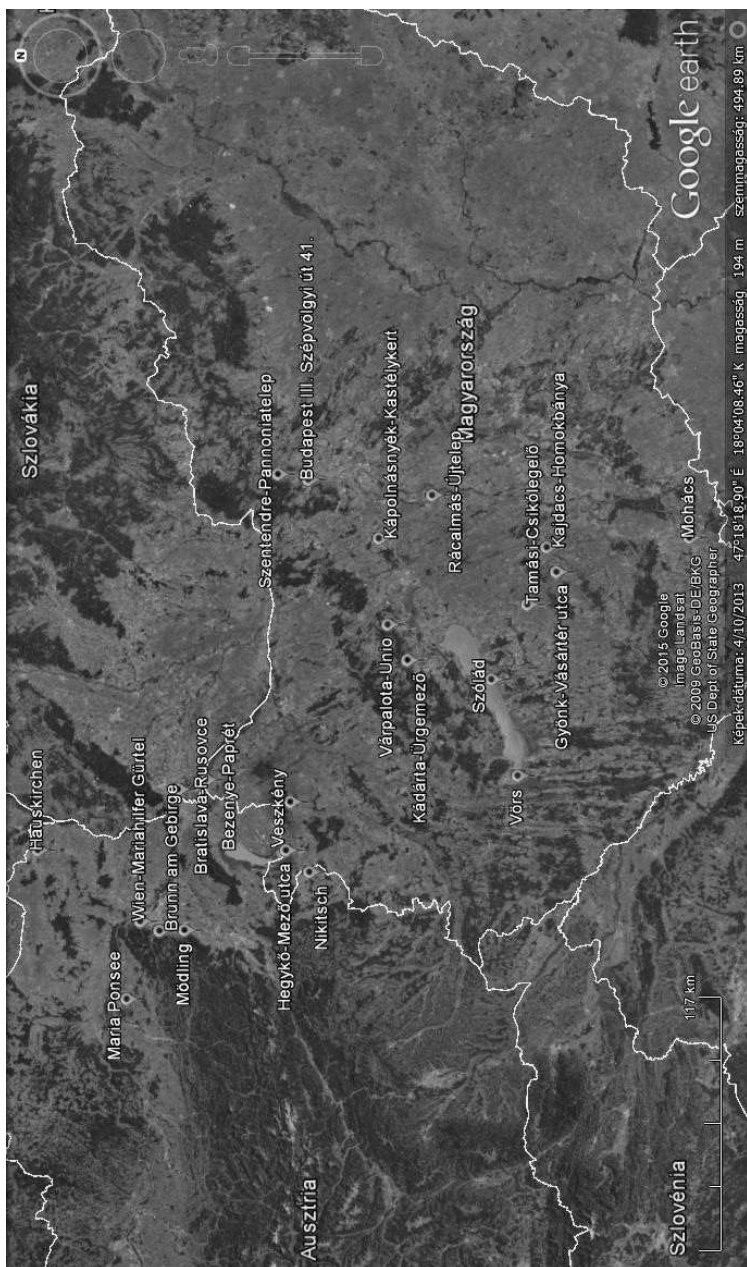 N
Szlovákia
Hauskirchen
Maria Ponsee
Wien-Mariahilfer Gürtel
Brunn am Gebirge
Mödling
Bratislava-Rusovce
Bezenye-Paprét
Szentendre-Pannoniatelep
Budapest III. Szépvölgyi út 41.
Veszkény
Hegykő-Mező utca
Nikitsch
Ausztria
Kápolnásnyék-Kastélykert
Várpalota-Unio
Kádárta-Ürgemező
Rácalmás-Újtelep
Magyarország
Szólád
Vörs
Tamási-Csikólegelő
Kajdacs-Homokbánya
Gyönk-Vásártér utca
Mohács
Szlovénia
117 km
© 2015 Google
Image Landsat
© 2009 GeoBasis-DE/BKG
US Dept of State Geographer
Google earth
Képek dátuma: 4/10/2013 47°18'18.90" É 18°04'08.46" K magasság 194 m szemmagasság: 494.89 km